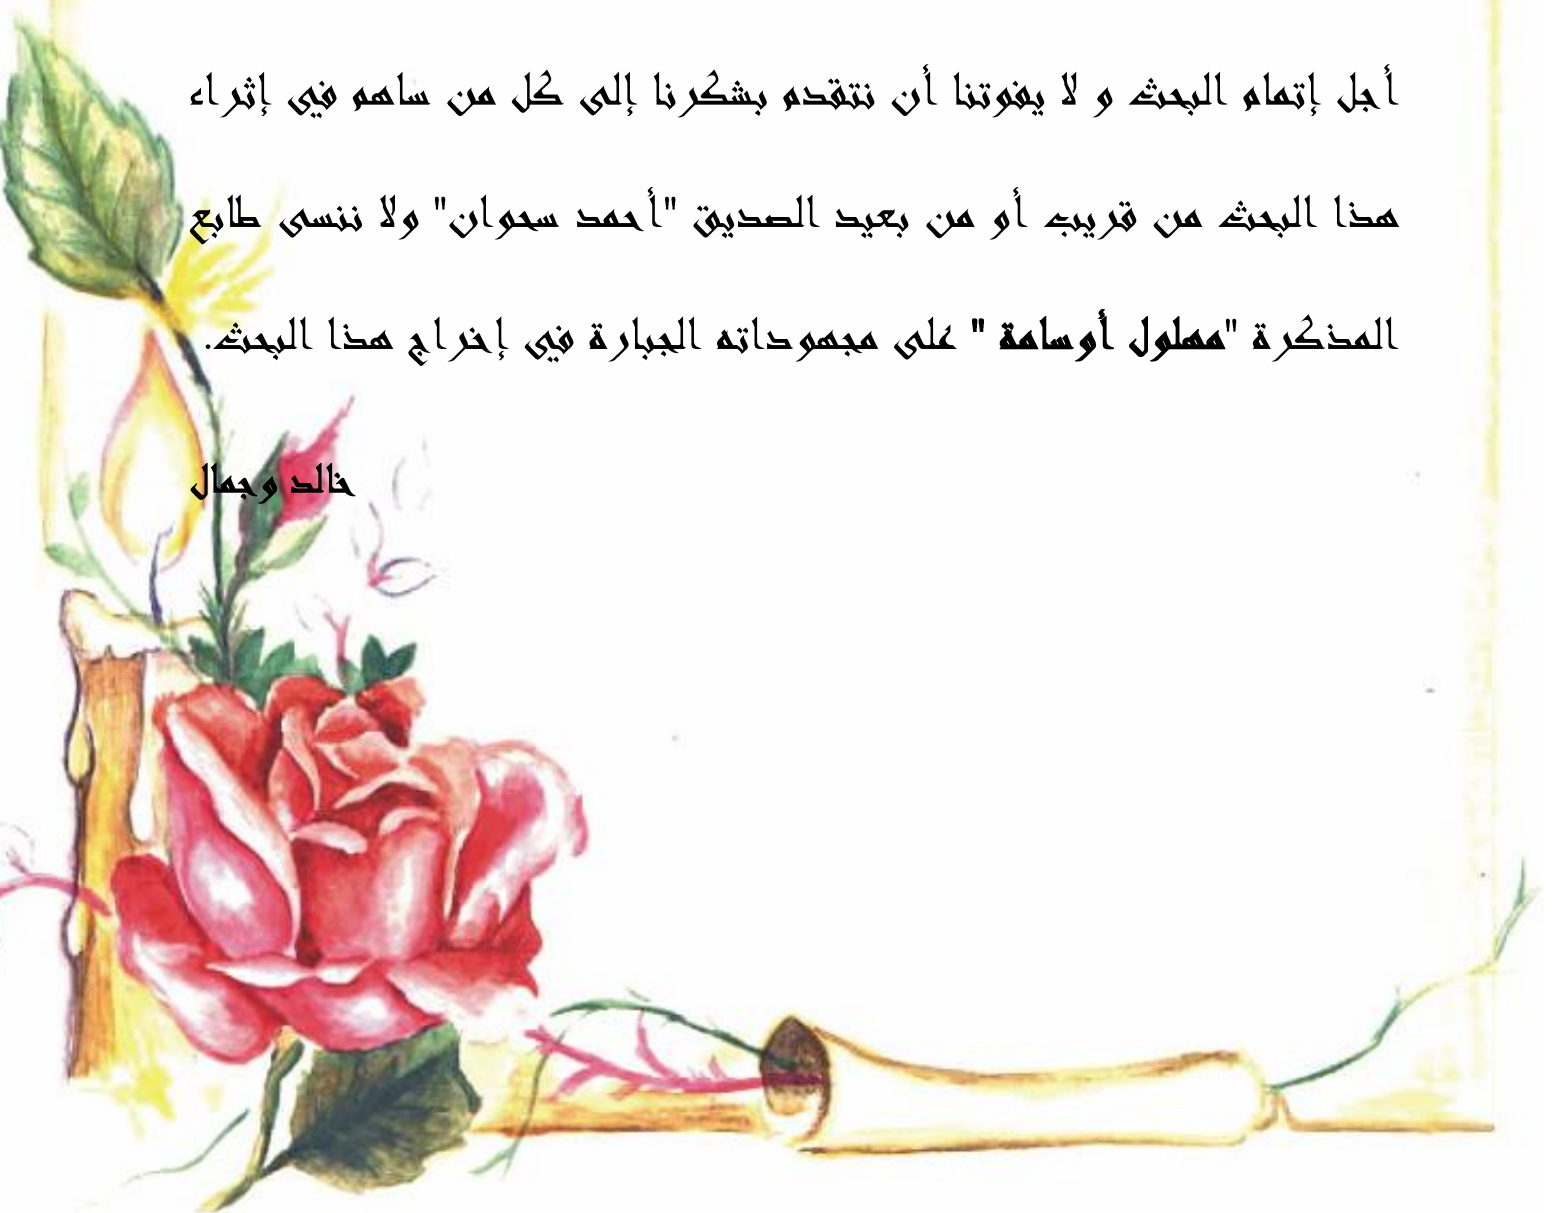 أجل إتمام البحث و لا يفوتنا أن نتقدم بشكرنا إلى كل من ساهم في إثراء
هذا البحث من قريب أو من بعيد الصديق "أحمد سحوان" ولا ننسى طابع
المذكرة "مهلول أوسامة " على مجهوداته الجبارة في إخراج هذا البحث.
خالد وجمال